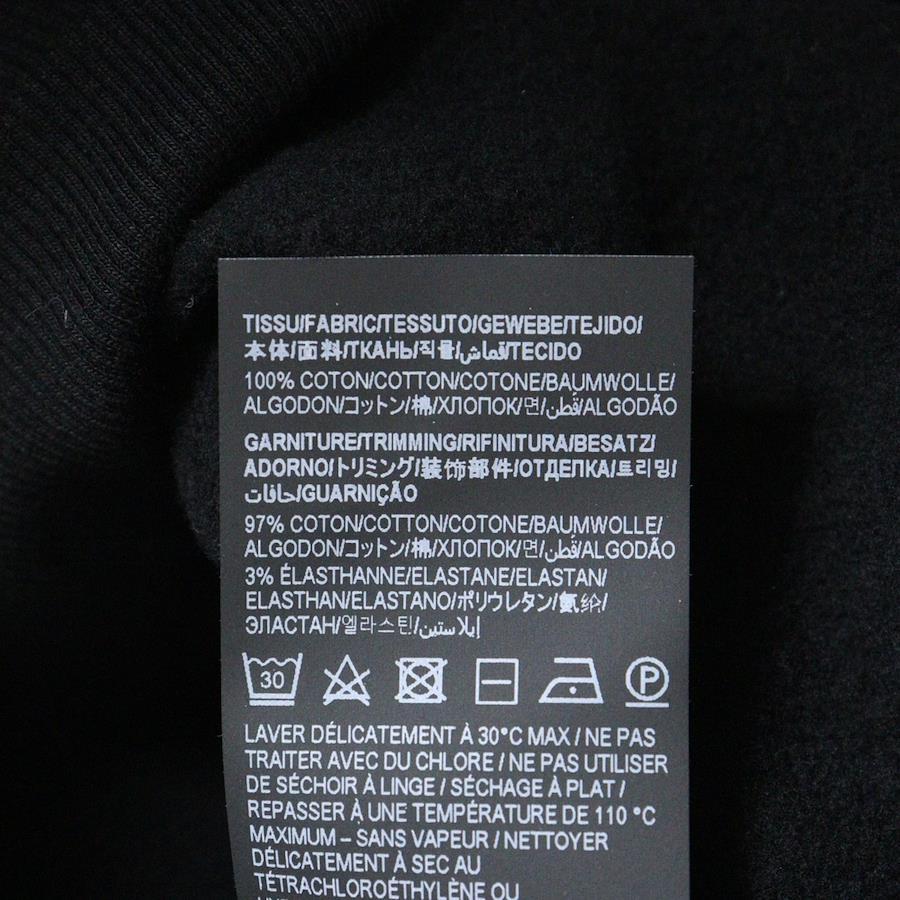 TISSU/FABRIC/TESSUTO/GEWEBE/TEJIDO/
本体/面料/ТКАНЬ/직물/قماش/TECIDO
100% COTON/COTTON/COTONE/BAUMWOLLE/
ALGODON/コットン/棉/ХЛОПОК/면/قطن/ALGODÃO
GARNITURE/TRIMMING/RIFINITURA/BESATZ/
ADORNO/トリミング/装饰部件/ОТДЕЛКА/트리밍/
حافات/GUARNIÇÃO
97% COTON/COTTON/COTONE/BAUMWOLLE/
ALGODON/コットン/棉/ХЛОПОК/면/قطن/ALGODÃO
3% ÉLASTHANNE/ELASTANE/ELASTAN/
ELASTHAN/ELASTANO/ポリウレタン/氨纶/
ЭЛАСТАН/엘라스틴/إيلاستين
30 P
LAVER DÉLICATEMENT À 30°C MAX / NE PAS
TRAITER AVEC DU CHLORE / NE PAS UTILISER
DE SÉCHOIR À LINGE / SÉCHAGE À PLAT /
REPASSER À UNE TEMPÉRATURE DE 110 °C
MAXIMUM – SANS VAPEUR / NETTOYER
DÉLICATEMENT À SEC AU
TÉTRACHLOROÉTHYLÈNE OU